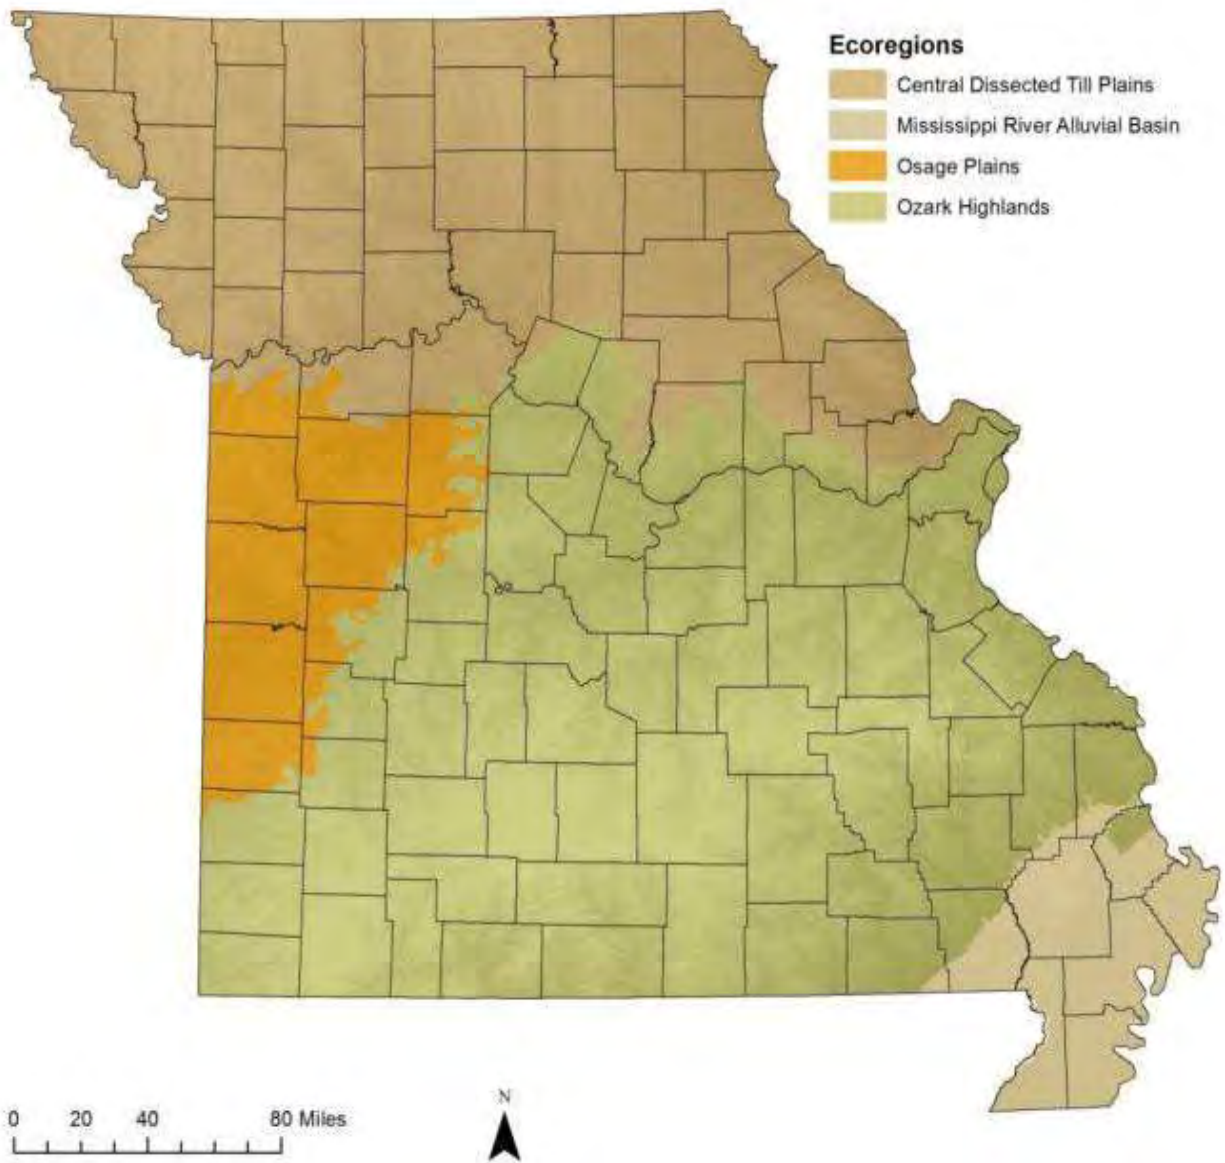 Ecoregions
Central Dissected Till Plains
Mississippi River Alluvial Basin
Osage Plains
Ozark Highlands
N
0 20 40 80 Miles